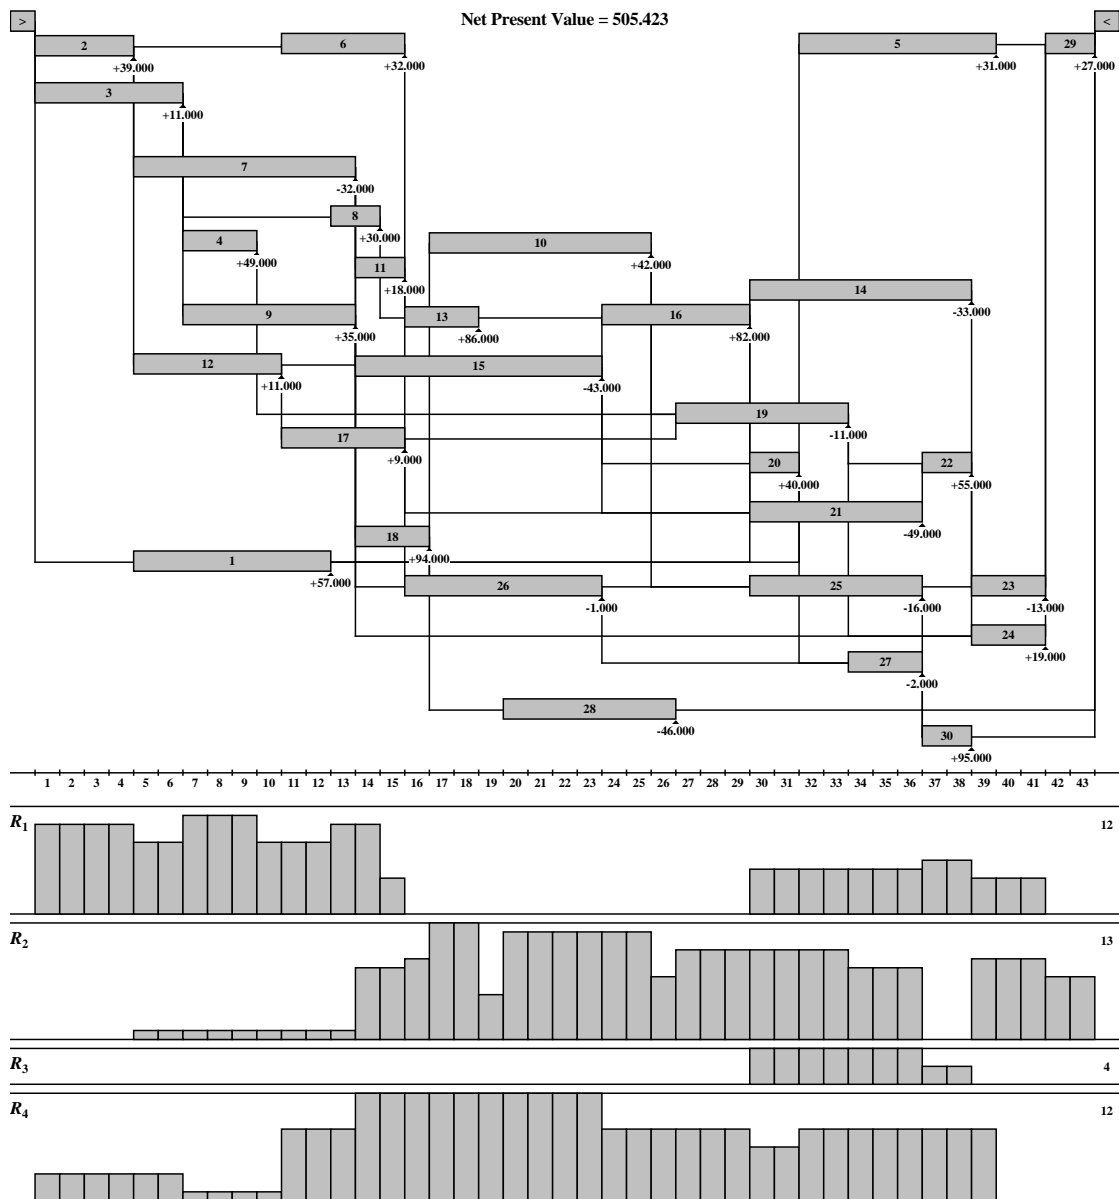 Net Present Value = 505.423
> <
2 6 5 29
+39.000 +32.000 +31.000 +27.000
3
+11.000
7
-32.000
8
+30.000
4 10
+49.000 +42.000
11
+18.000
14
-33.000
9 13 16
+35.000 +86.000 +82.000
12 15
+11.000 -43.000
19
-11.000
17
+9.000
20 22
+40.000 +55.000
21
-49.000
18
+94.000
1
+57.000
26 25 23
-1.000 -16.000 -13.000
24
+19.000
27
-2.000
28
-46.000
30
+95.000
1 2 3 4 5 6 7 8 9 10 11 12 13 14 15 16 17 18 19 20 21 22 23 24 25 26 27 28 29 30 31 32 33 34 35 36 37 38 39 40 41 42 43
R1 12
R2 13
R3 4
R4 12